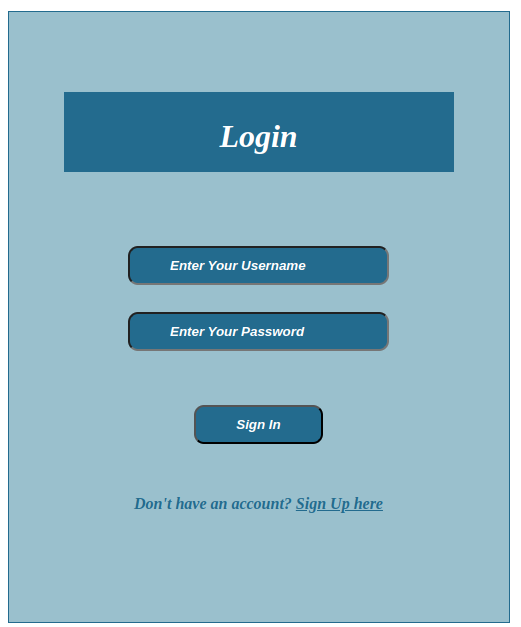 Login
Enter Your Username
Enter Your Password
Sign In
Don't have an account? Sign Up here